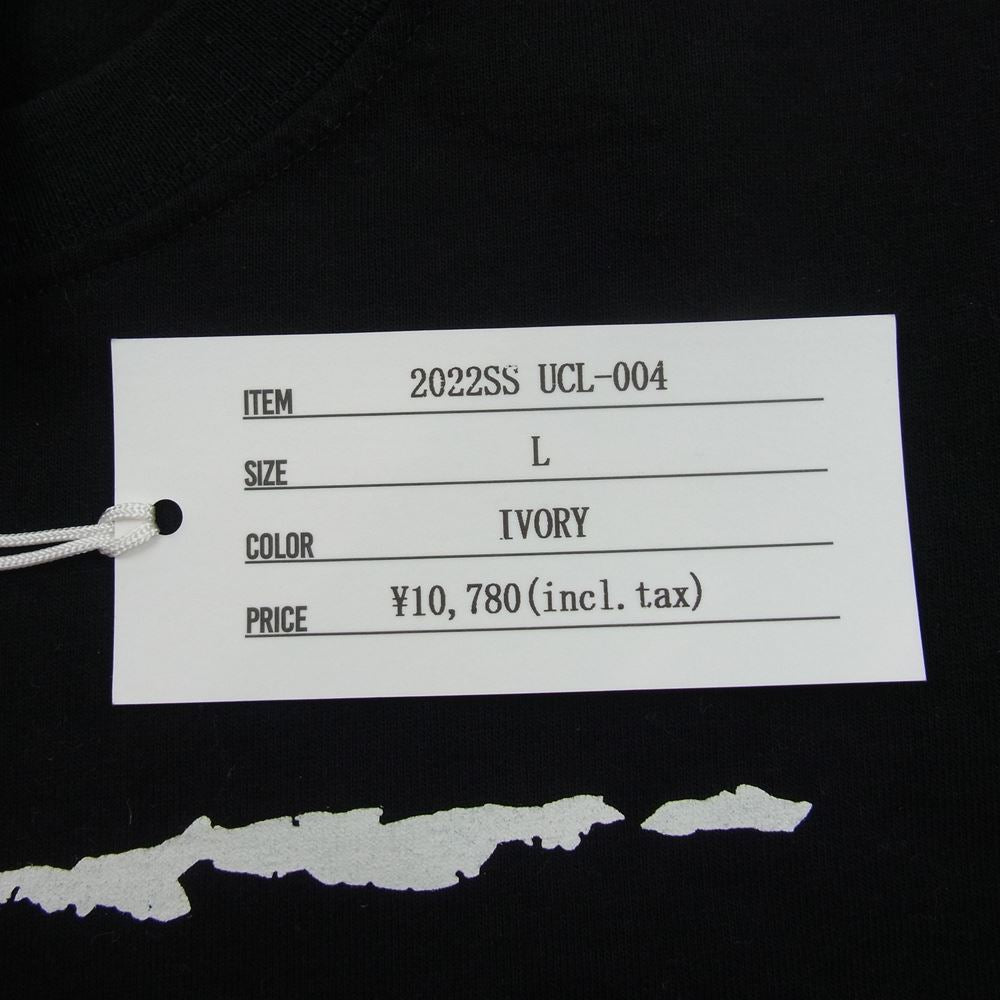 ITEM 2022SS UCL-004
SIZE L
COLOR IVORY
PRICE ¥10,780(incl.tax)